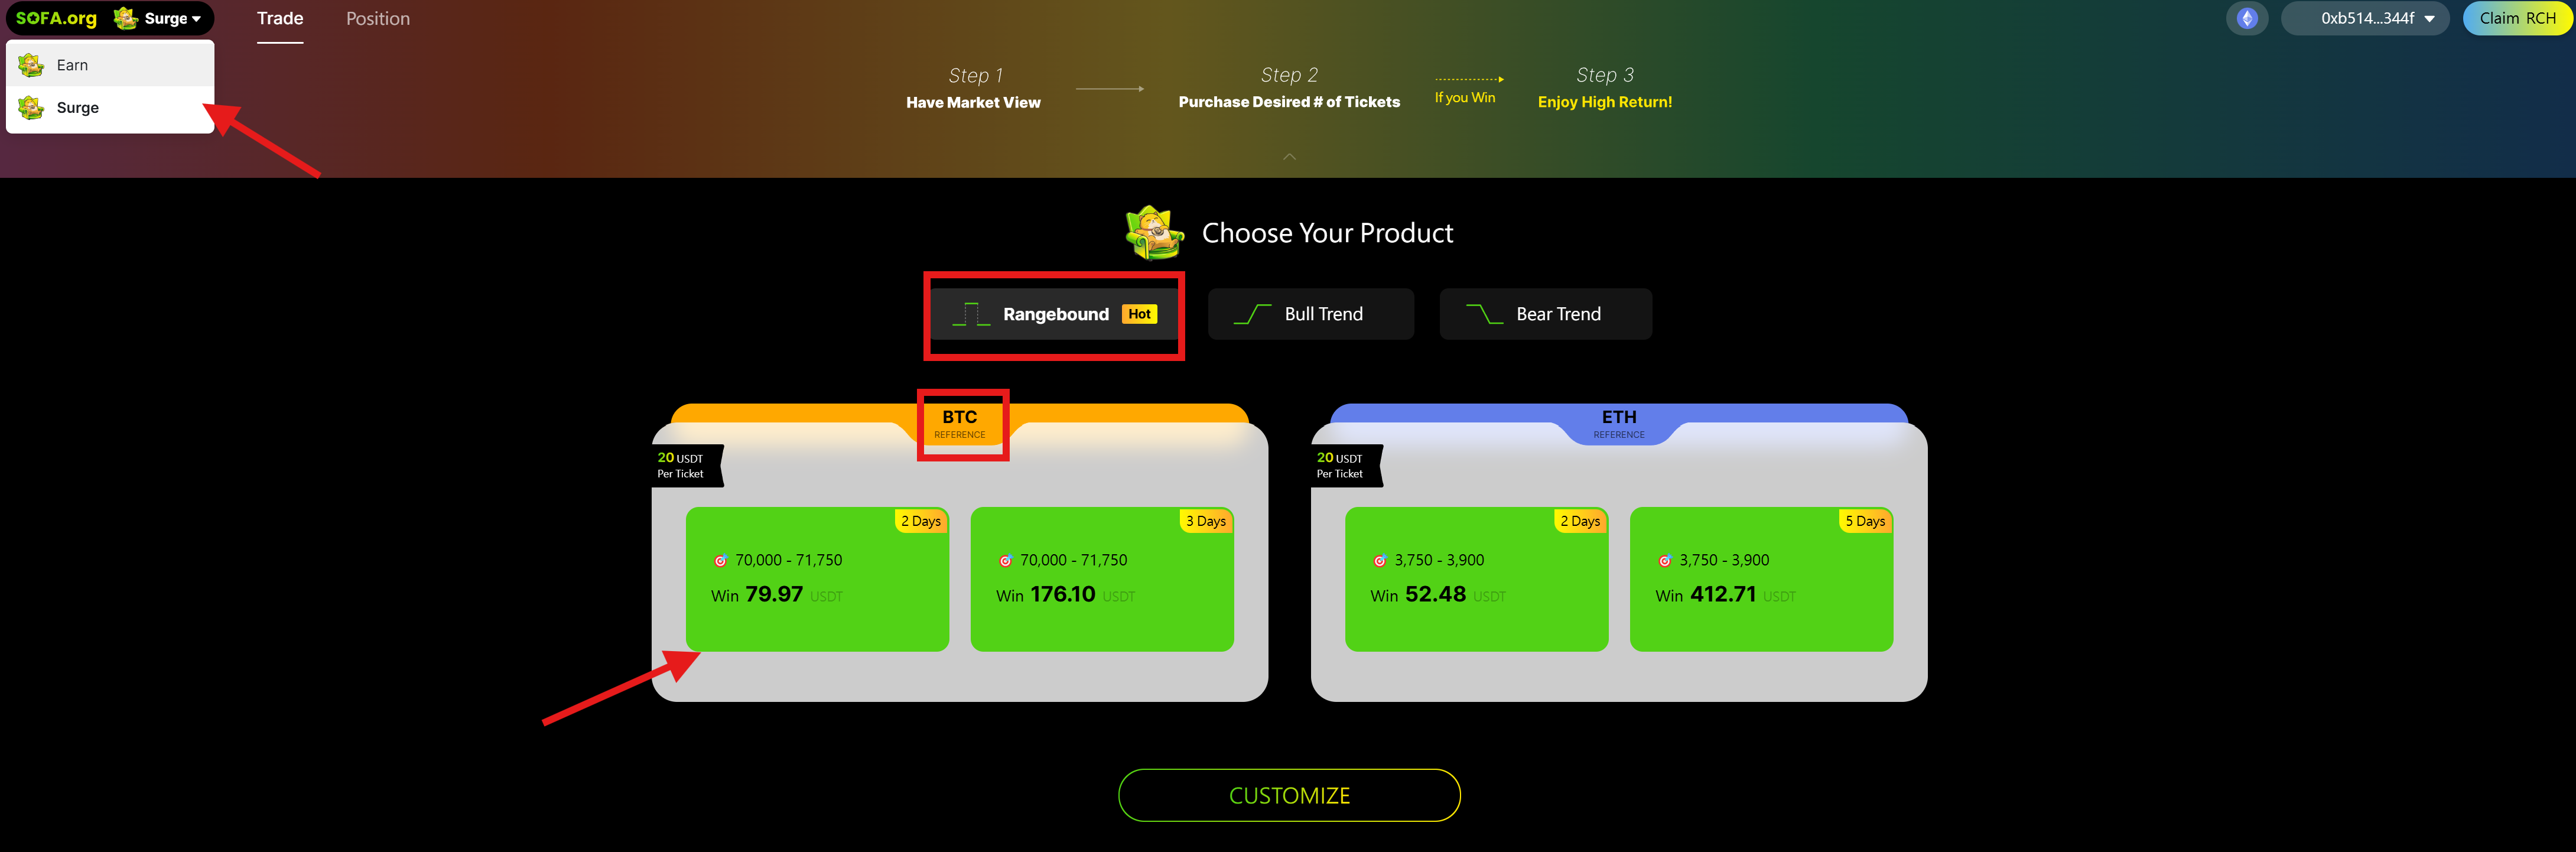 SOFA.org Surge
Trade
Position
0xb514...344f
Claim RCH
Earn
Surge
Step 1
Have Market View
Step 2
Purchase Desired # of Tickets
If you Win
Step 3
Enjoy High Return!
Choose Your Product
Rangebound Hot
Bull Trend
Bear Trend
BTC
REFERENCE
20 USDT
Per Ticket
2 Days
70,000 - 71,750
Win 79.97 USDT
3 Days
70,000 - 71,750
Win 176.10 USDT
ETH
REFERENCE
20 USDT
Per Ticket
2 Days
3,750 - 3,900
Win 52.48 USDT
5 Days
3,750 - 3,900
Win 412.71 USDT
CUSTOMIZE